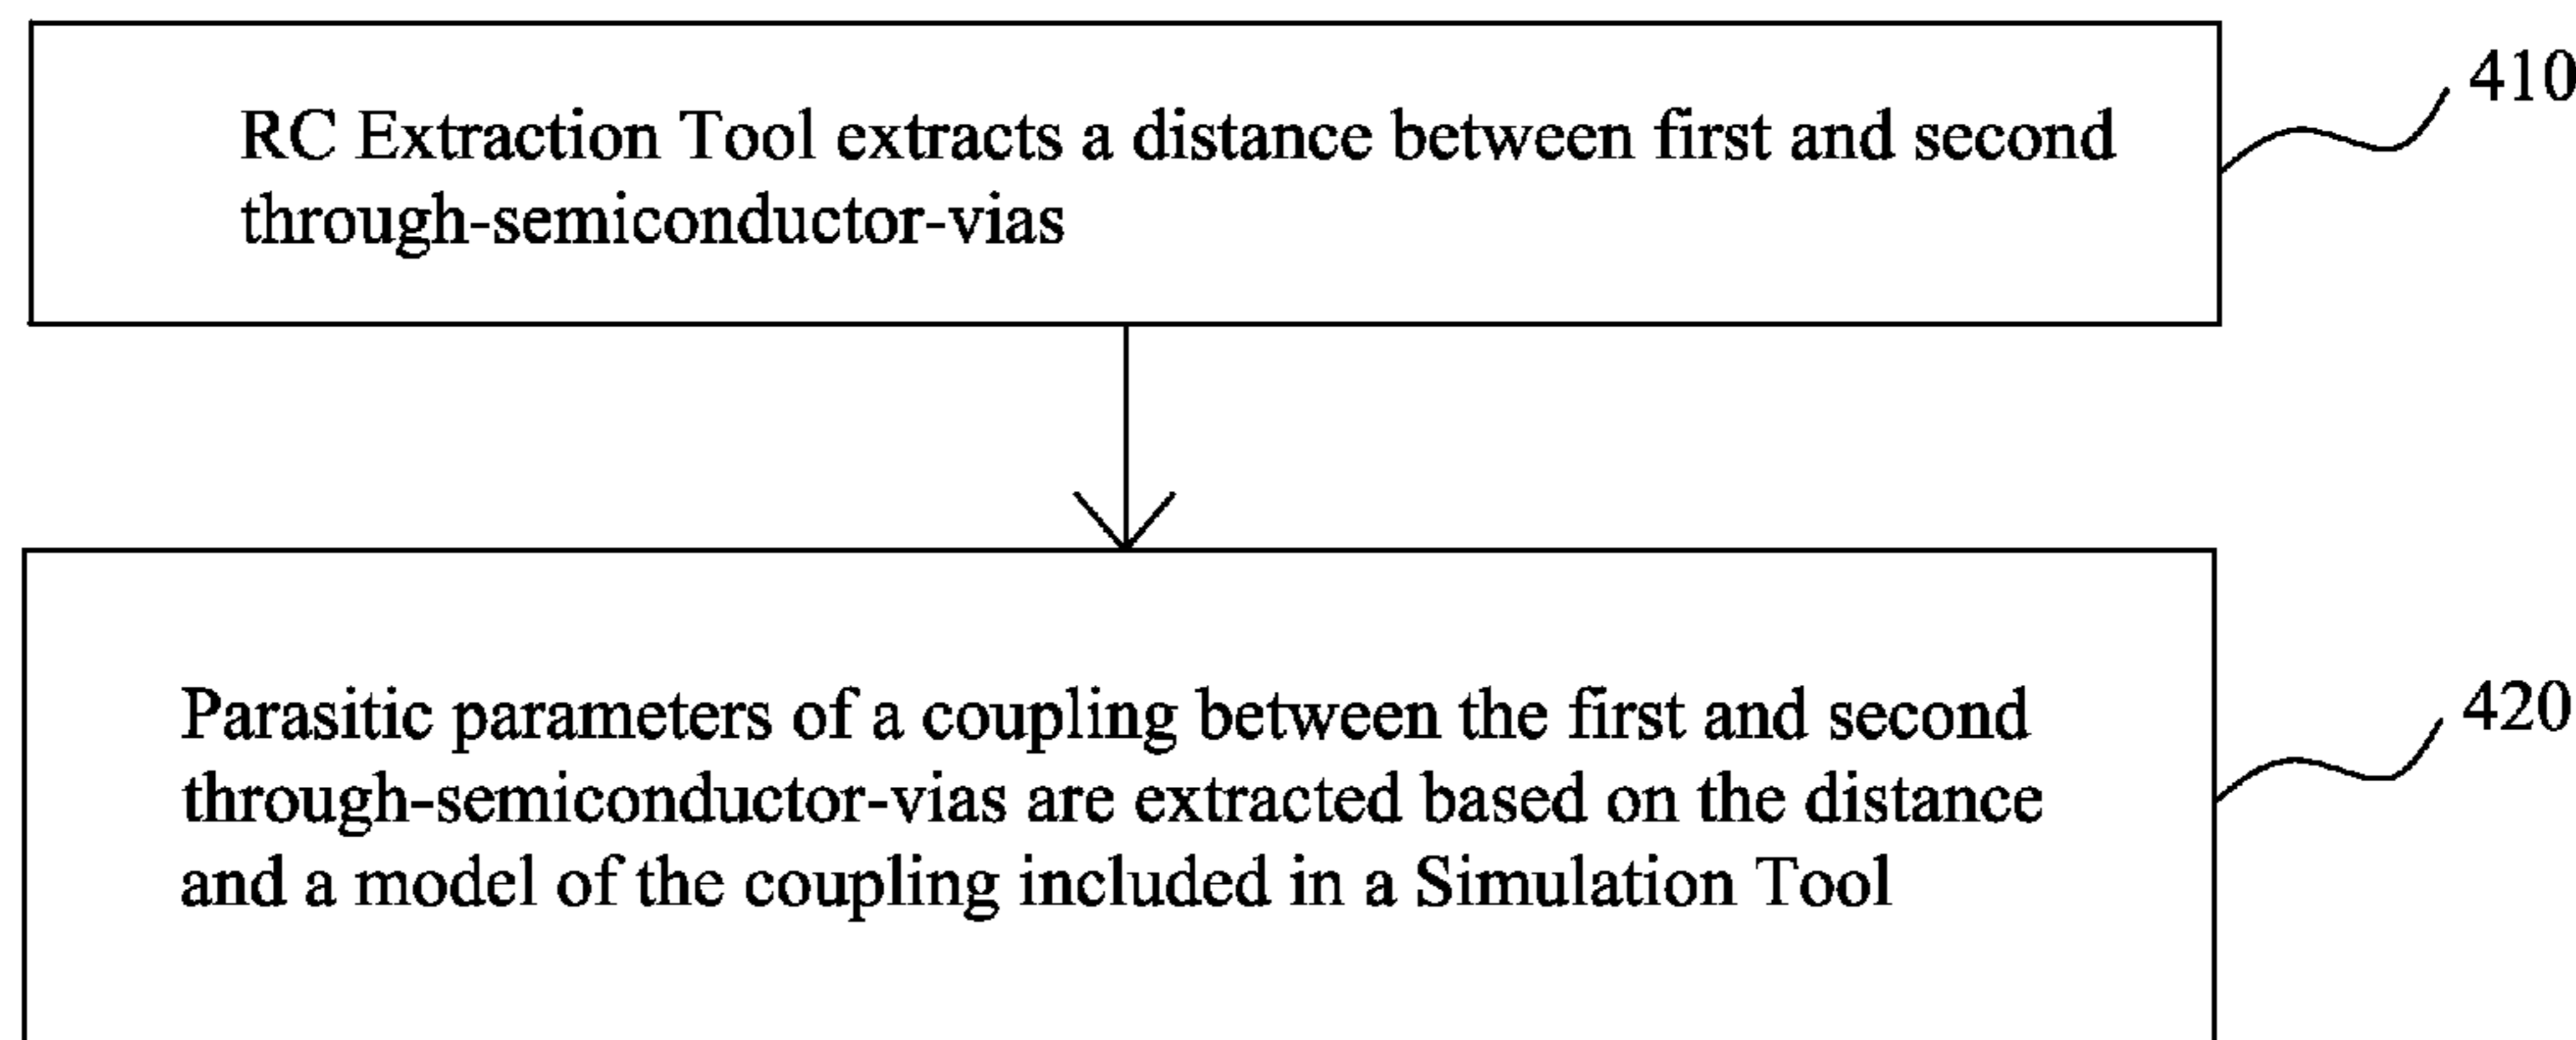 410
RC Extraction Tool extracts a distance between first and second
through-semiconductor-vias
420
Parasitic parameters of a coupling between the first and second
through-semiconductor-vias are extracted based on the distance
and a model of the coupling included in a Simulation Tool